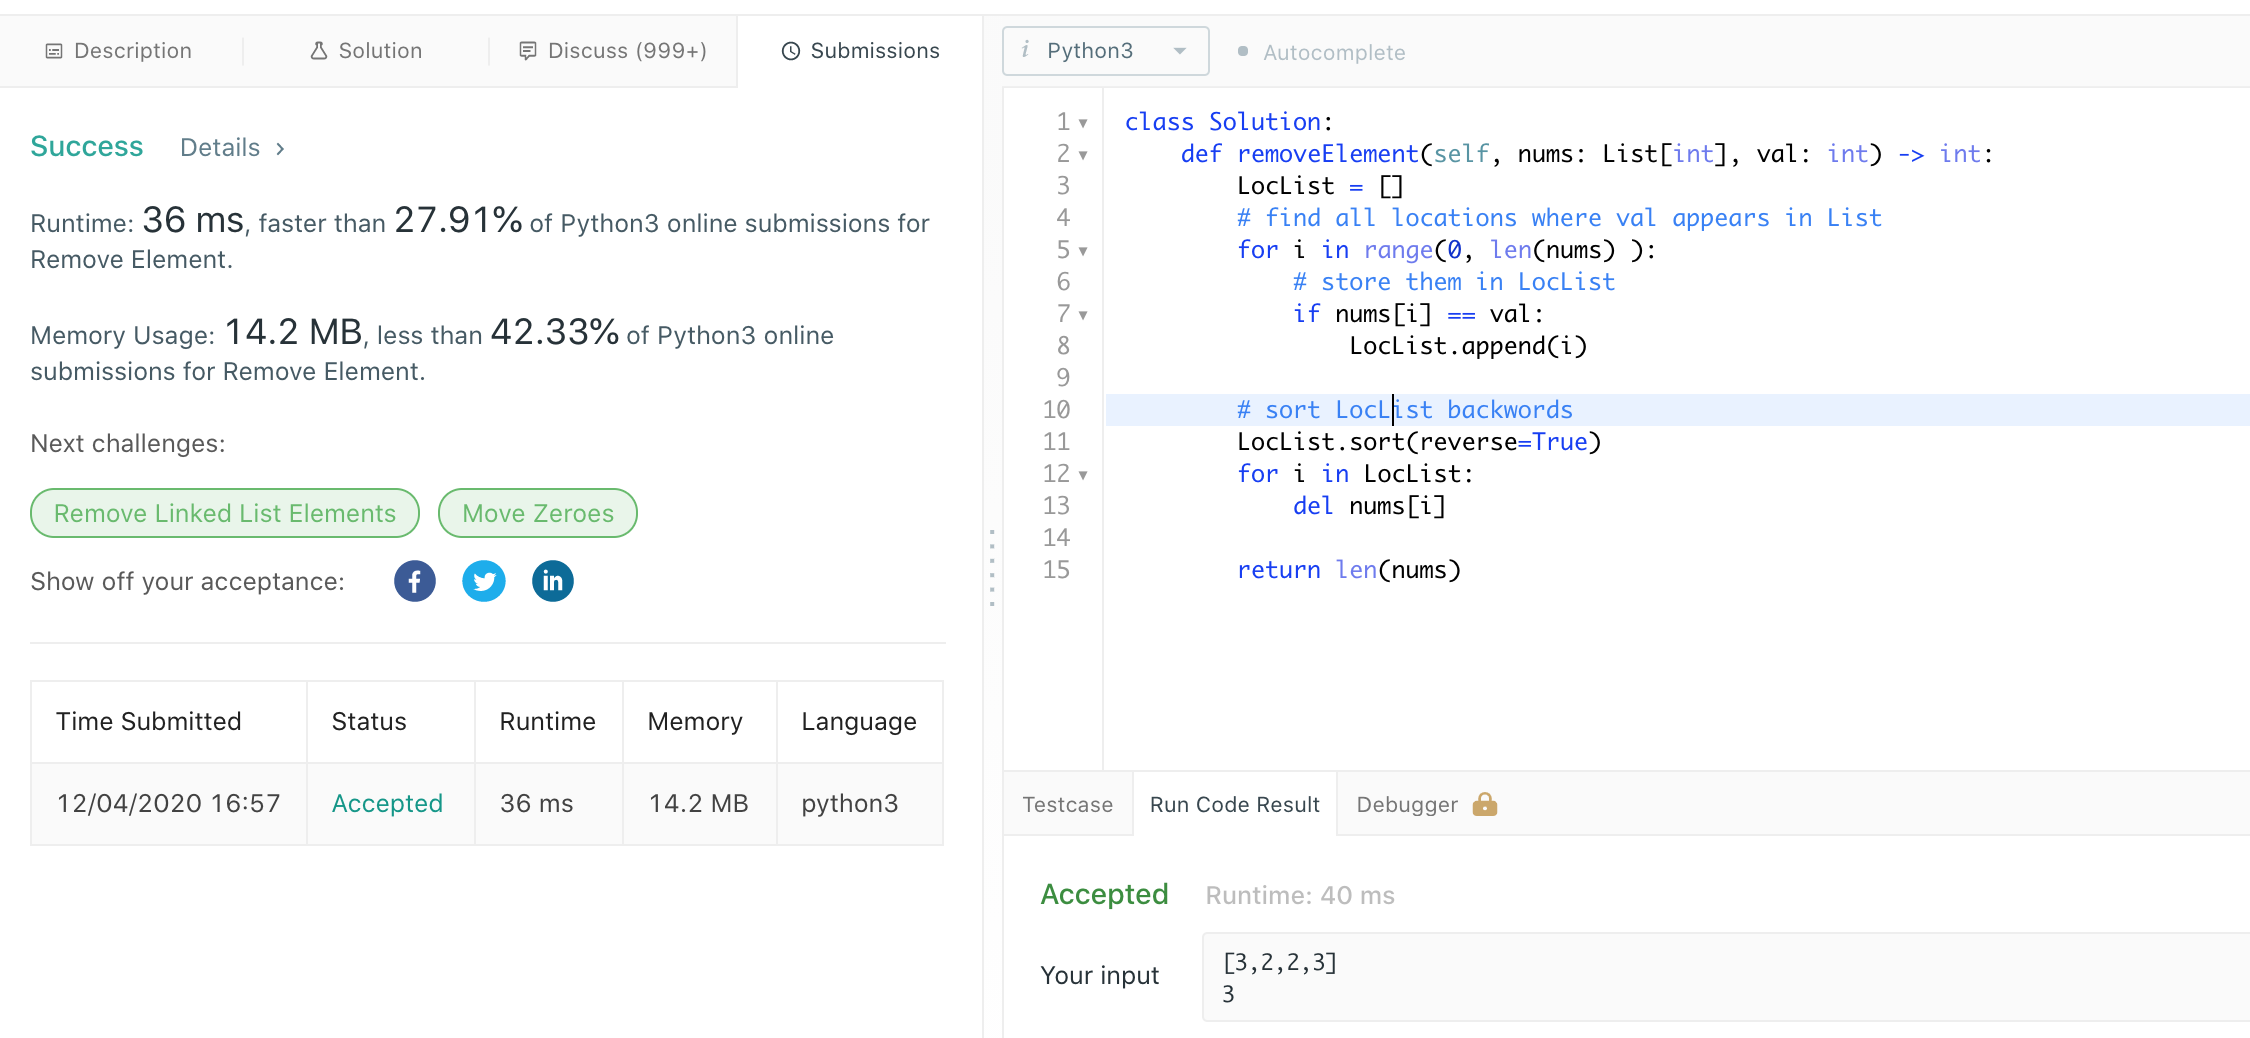 Description
Solution
Discuss (999+)
Submissions
Success Details >
Runtime: 36 ms, faster than 27.91% of Python3 online submissions for
Remove Element.
Memory Usage: 14.2 MB, less than 42.33% of Python3 online
submissions for Remove Element.
Next challenges:
Remove Linked List Elements
Move Zeroes
Show off your acceptance:
f
in
Time Submitted Status Runtime Memory Language
12/04/2020 16:57 Accepted 36 ms 14.2 MB python3
i Python3
Autocomplete
1 class Solution:
2     def removeElement(self, nums: List[int], val: int) -> int:
3         LocList = []
4         # find all locations where val appears in List
5         for i in range(0, len(nums) ):
6             # store them in LocList
7             if nums[i] == val:
8                 LocList.append(i)
9
10         # sort LocList backwords
11         LocList.sort(reverse=True)
12         for i in LocList:
13             del nums[i]
14
15         return len(nums)
Testcase
Run Code Result
Debugger
Accepted Runtime: 40 ms
Your input
[3,2,2,3]
3